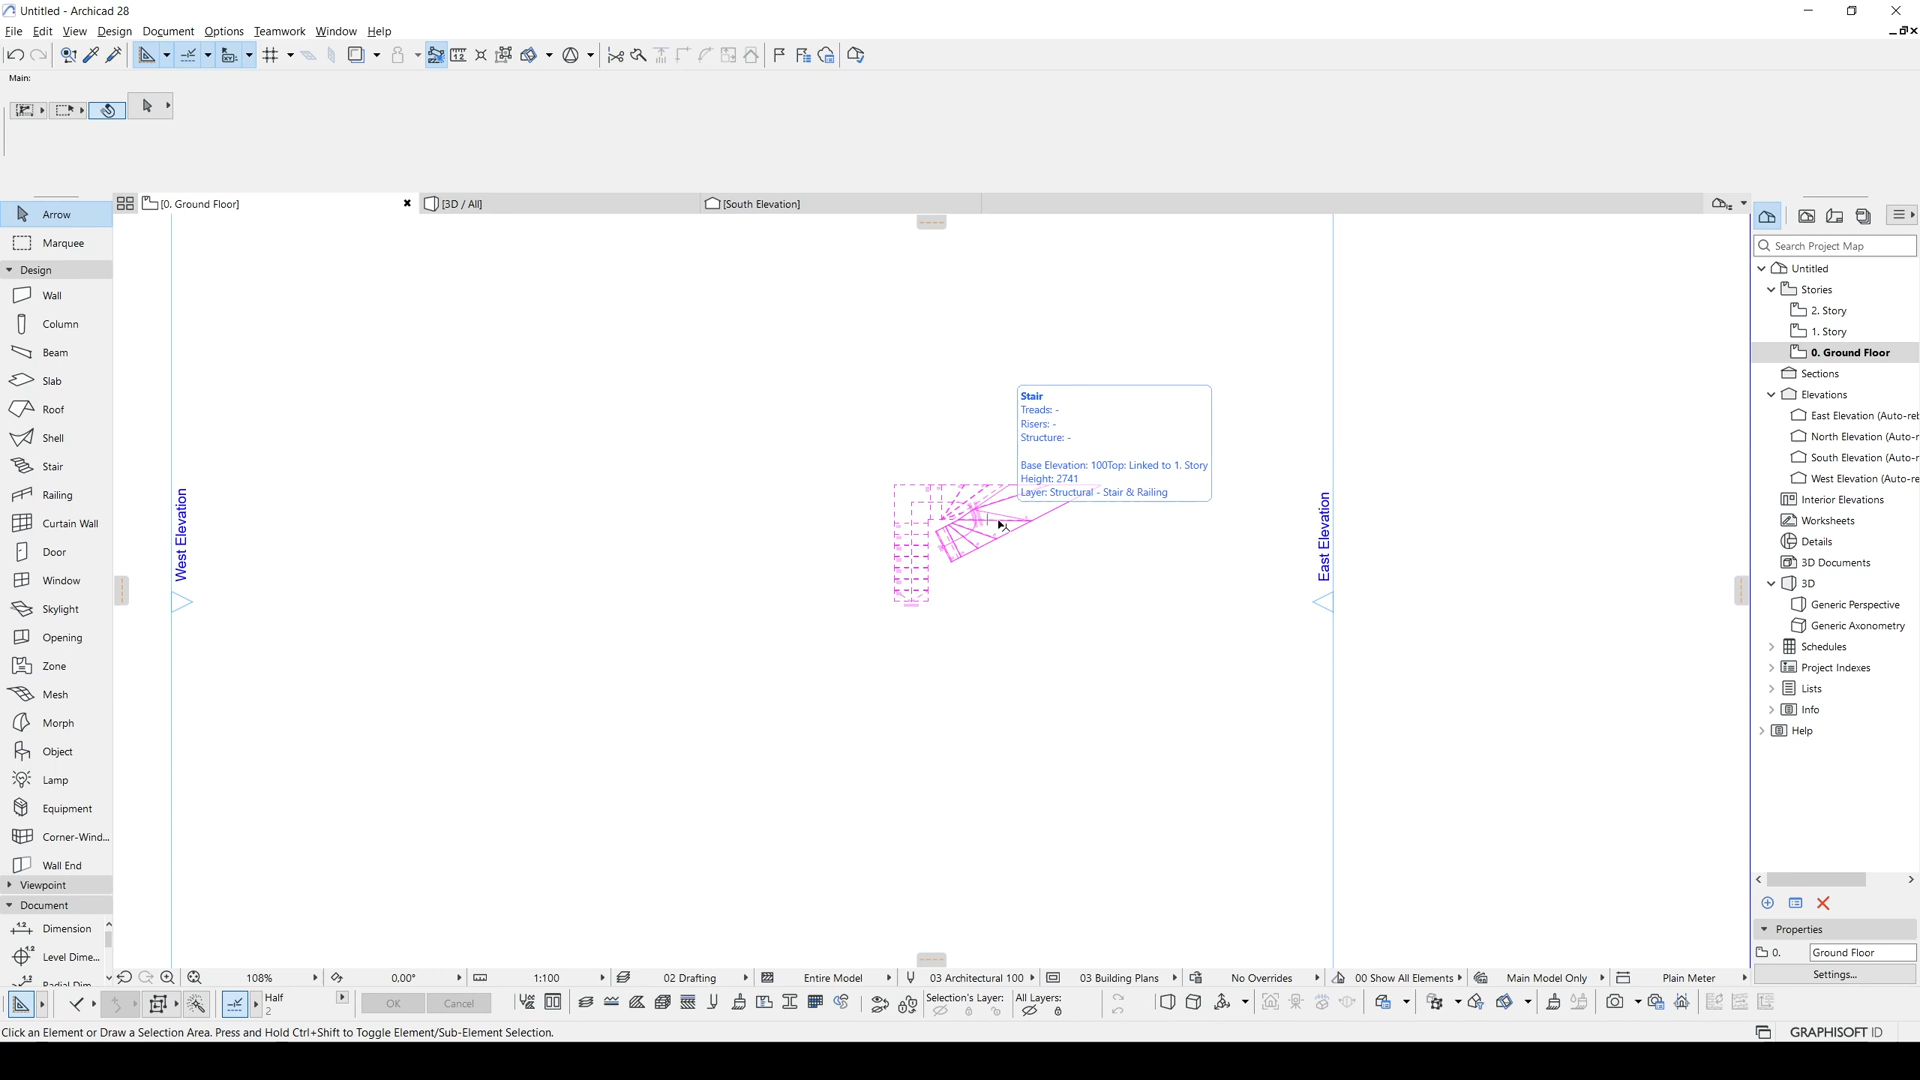 Untitled - Archicad 28
File Edit View Design Document Options Teamwork Window Help
Main:
[0. Ground Floor]
[3D / All]
[South Elevation]
Arrow
Marquee
Design
Wall
Column
Beam
Slab
Roof
Shell
Stair
Railing
Curtain Wall
Door
Window
Skylight
Opening
Zone
Mesh
Morph
Object
Lamp
Equipment
Corner-Wind...
Wall End
Viewpoint
Document
Dimension
Level Dime...
West Elevation
East Elevation
Stair
Treads: -
Risers: -
Structure: -
Base Elevation: 100Top: Linked to 1. Story
Height: 2741
Layer: Structural - Stair & Railing
Search Project Map
Untitled
Stories
2. Story
1. Story
0. Ground Floor
Sections
Elevations
East Elevation (Auto-re
North Elevation (Auto-r
South Elevation (Auto-r
West Elevation (Auto-re
Interior Elevations
Worksheets
Details
3D Documents
3D
Generic Perspective
Generic Axonometry
Schedules
Project Indexes
Lists
Info
Help
Properties
0. Ground Floor
Settings...
108% 0,00° 1:100 02 Drafting Entire Model 03 Architectural 100 03 Building Plans No Overrides 00 Show All Elements Main Model Only Plain Meter
Half
2
OK Cancel
Selection's Layer: All Layers:
Click an Element or Draw a Selection Area. Press and Hold Ctrl+Shift to Toggle Element/Sub-Element Selection.
GRAPHISOFT ID